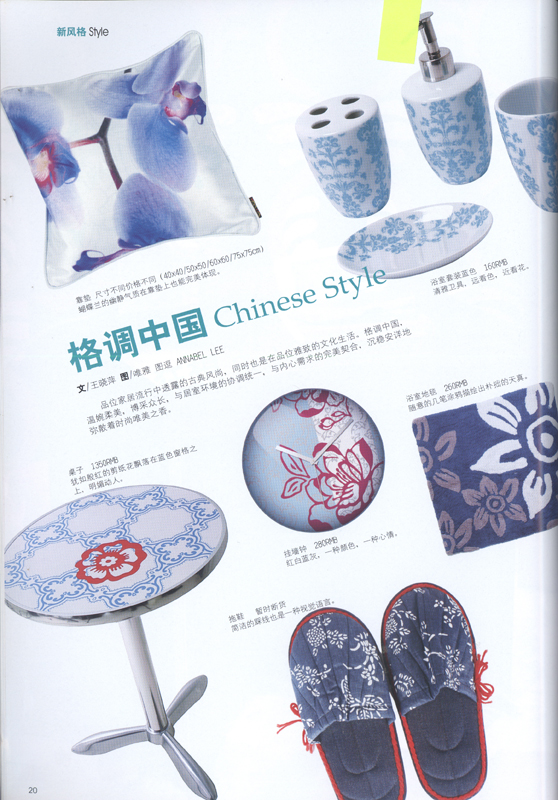 新风格 Style
靠垫 尺寸不同价格不同（40x40/50x50/60x60/75x75cm）
蝴蝶兰的幽静气质在靠垫上也能完美体现。
浴室套装蓝色 160RMB
清雅卫具，远看色，近看花。
格调中国 Chinese Style
文/王晓萍 图/唯雅 图逗 ANNABEL LEE
品位家居流行中透露的古典风尚，同时也是在品位雅致的文化生活。格调中国，
温婉柔美，博采众长，与居室环境的协调统一，与内心需求的完美契合，沉稳安详地
弥散着时尚唯美之香。
浴室地毯 260RMB
随意的几笔涂鸦描绘出朴拙的天真。
桌子 1350RMB
犹如殷红的剪纸花飘落在蓝色窗格之
上，明媚动人。
挂墙钟 280RMB
红白蓝灰，一种颜色，一种心情。
拖鞋 暂时断货
简洁的踩线也是一种视觉语言。
20